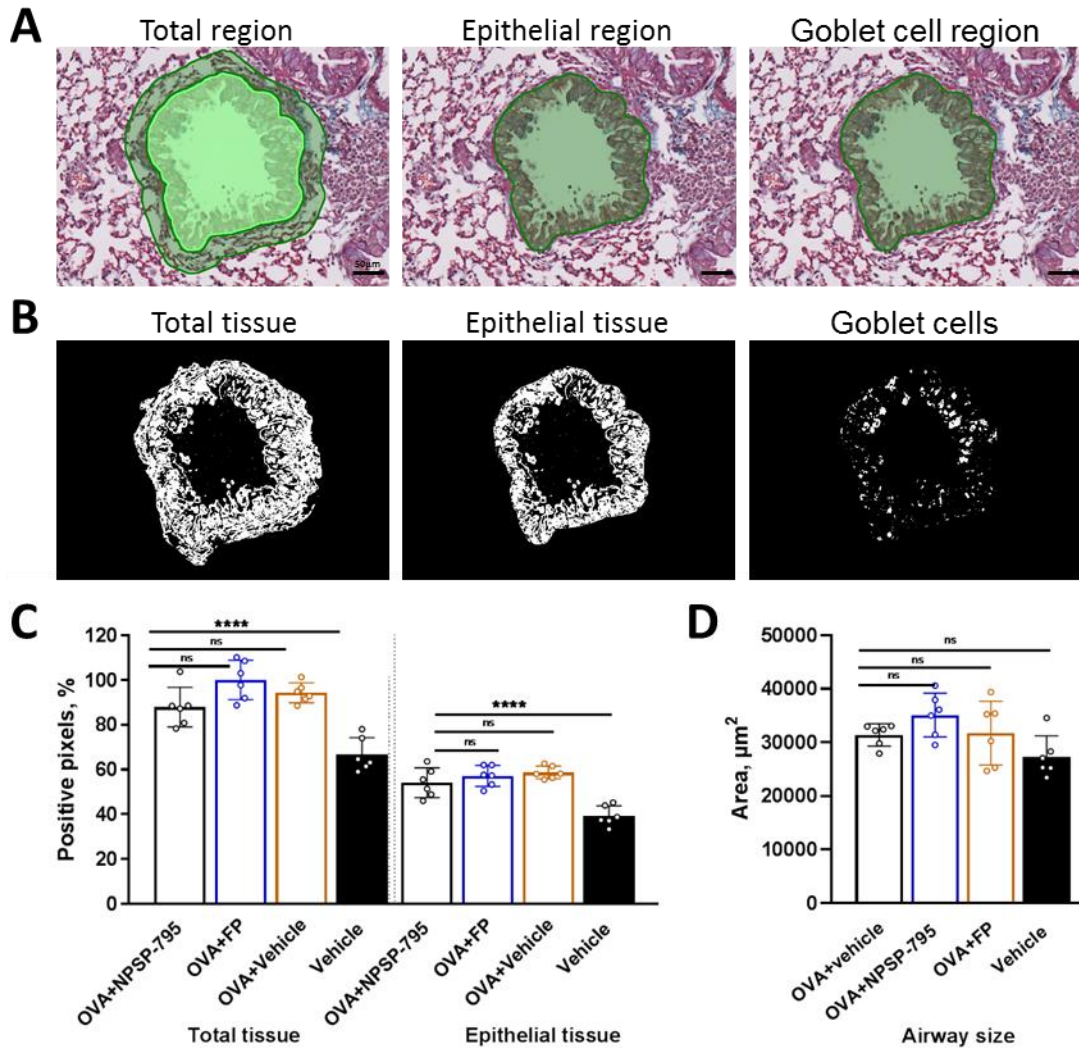 A
Total region
Epithelial region
Goblet cell region
50µm
B
Total tissue
Epithelial tissue
Goblet cells
C
Positive pixels, %
120
100
80
60
40
20
0
****
ns
ns
****
ns
ns
OVA+NPSP-795
OVA+FP
OVA+Vehicle
Vehicle
OVA+NPSP-795
OVA+FP
OVA+Vehicle
Vehicle
Total tissue
Epithelial tissue
D
Area, µm²
50000
40000
30000
20000
10000
0
ns
ns
ns
OVA+vehicle
OVA+NPSP-795
OVA+FP
Vehicle
Airway size